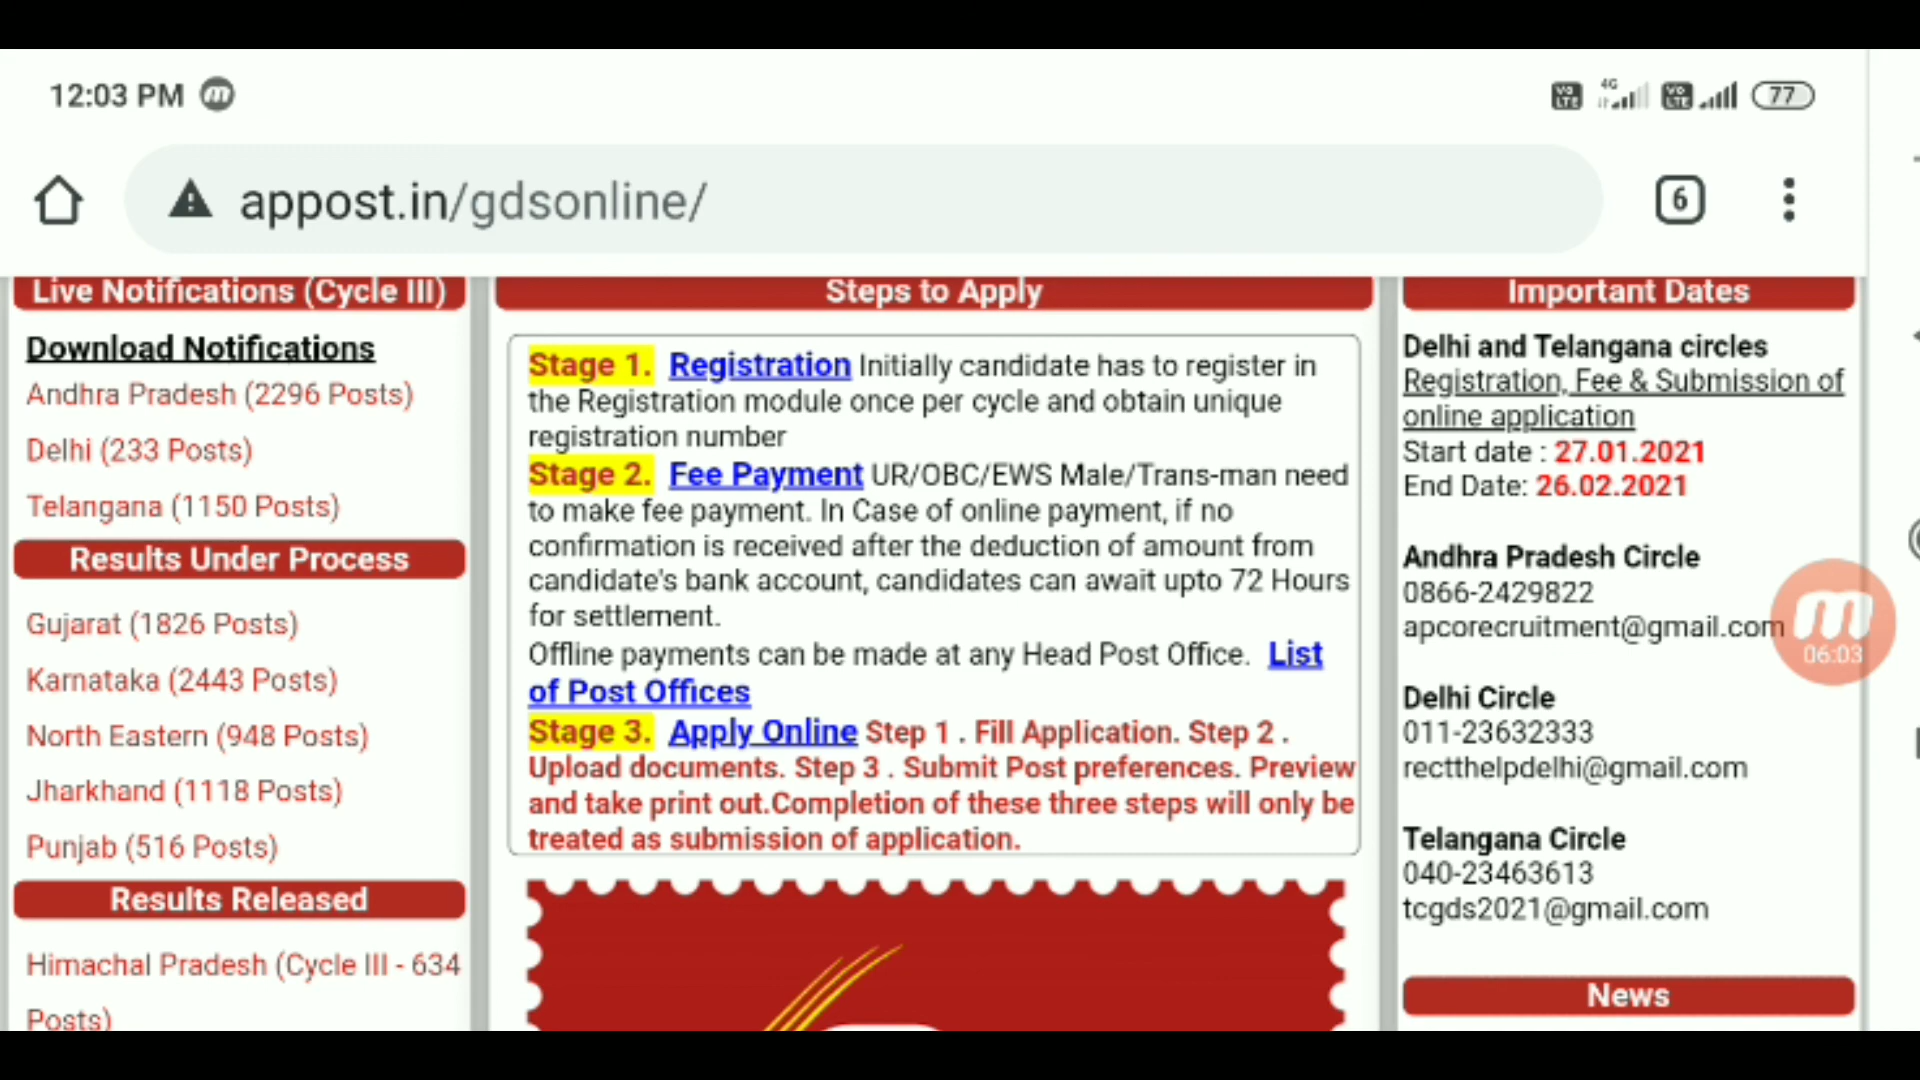 12:03 PM
VO LTE 4G VO LTE 77
appost.in/gdsonline/
6
Live Notifications (Cycle III)
Download Notifications
Andhra Pradesh (2296 Posts)
Delhi (233 Posts)
Telangana (1150 Posts)
Results Under Process
Gujarat (1826 Posts)
Karnataka (2443 Posts)
North Eastern (948 Posts)
Jharkhand (1118 Posts)
Punjab (516 Posts)
Results Released
Himachal Pradesh (Cycle III - 634
Posts)
Steps to Apply
Stage 1. Registration Initially candidate has to register in
the Registration module once per cycle and obtain unique
registration number
Stage 2. Fee Payment UR/OBC/EWS Male/Trans-man need
to make fee payment. In Case of online payment, if no
confirmation is received after the deduction of amount from
candidate's bank account, candidates can await upto 72 Hours
for settlement.
Offline payments can be made at any Head Post Office. List
of Post Offices
Stage 3. Apply Online Step 1 . Fill Application. Step 2 .
Upload documents. Step 3 . Submit Post preferences. Preview
and take print out.Completion of these three steps will only be
treated as submission of application.
Important Dates
Delhi and Telangana circles
Registration, Fee & Submission of
online application
Start date : 27.01.2021
End Date: 26.02.2021
Andhra Pradesh Circle
0866-2429822
apcorecruitment@gmail.com
06:03
Delhi Circle
011-23632333
rectthelpdelhi@gmail.com
Telangana Circle
040-23463613
tcgds2021@gmail.com
News